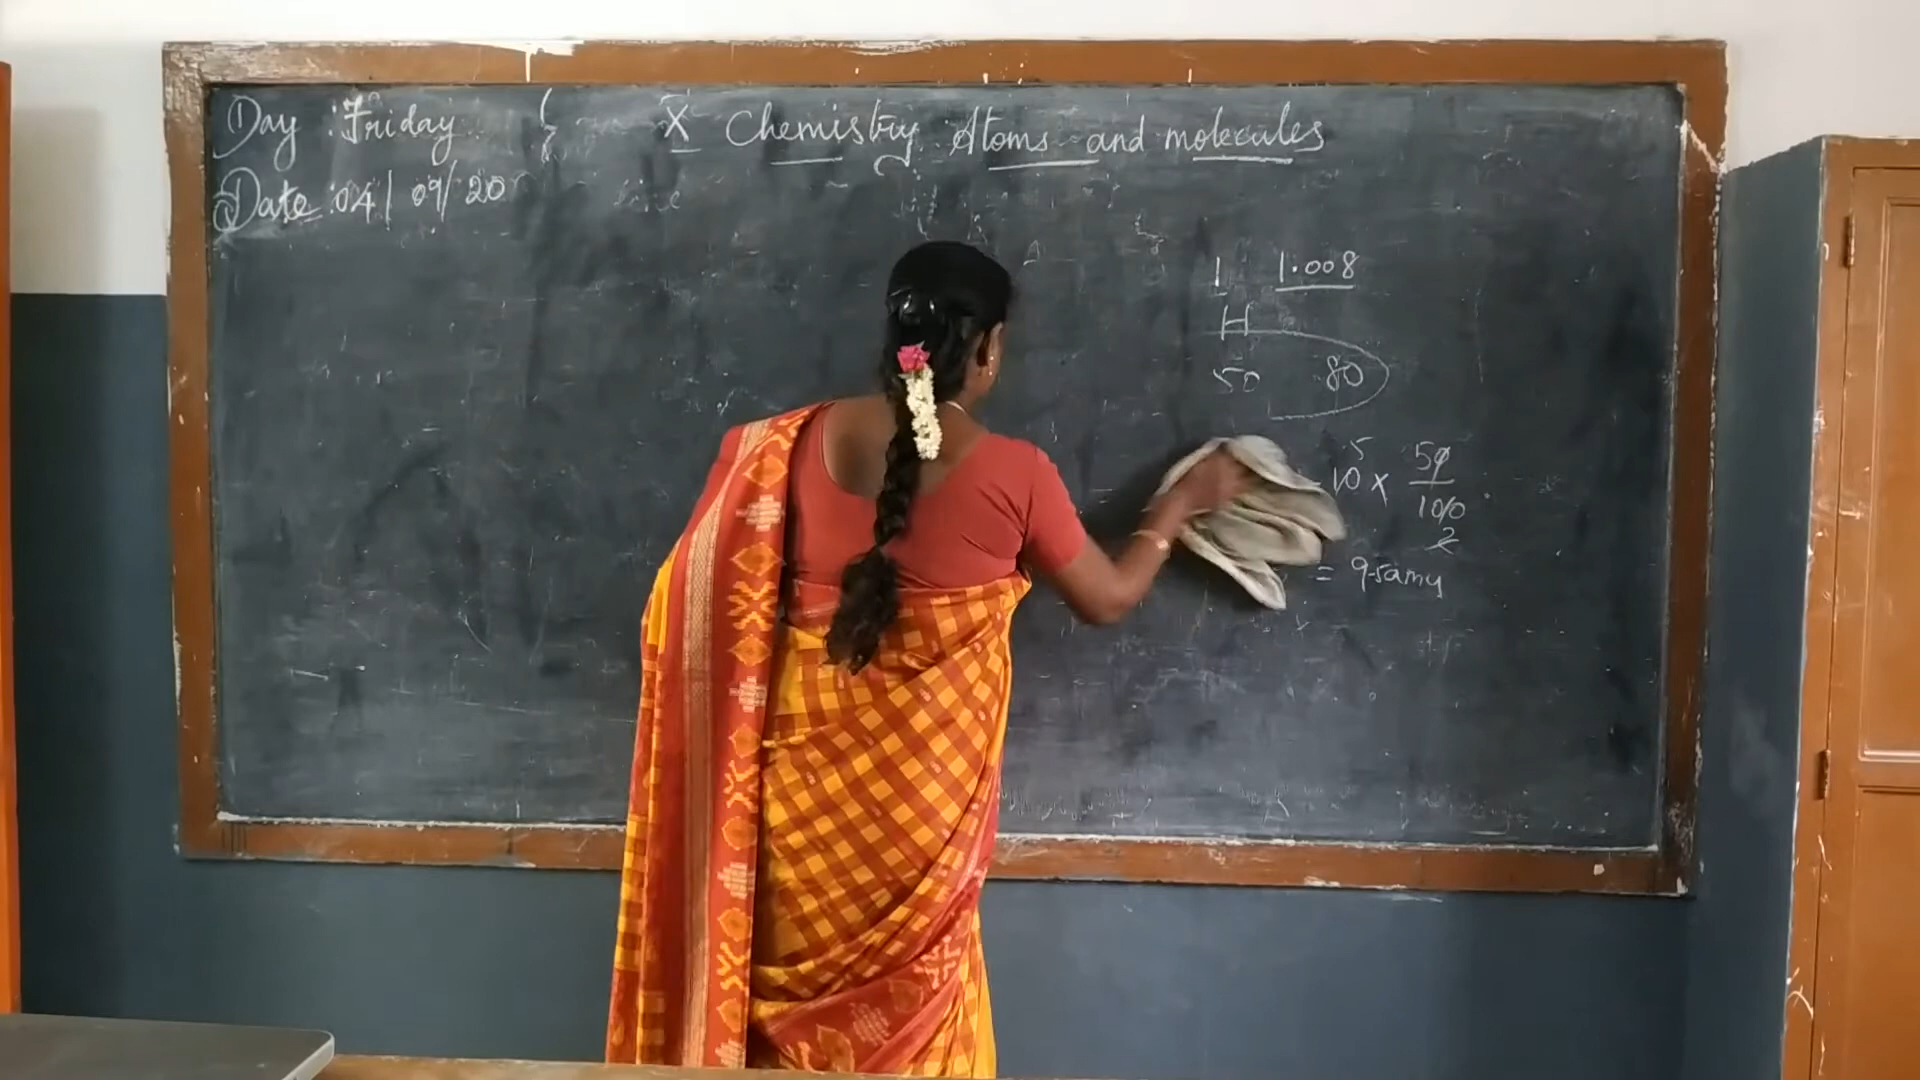 Day : Friday
X Chemistry Atoms and molecules
Date : 04/09/20
1 1.008
H
50 80
5
10 x 50/100
2
= 9.5amu